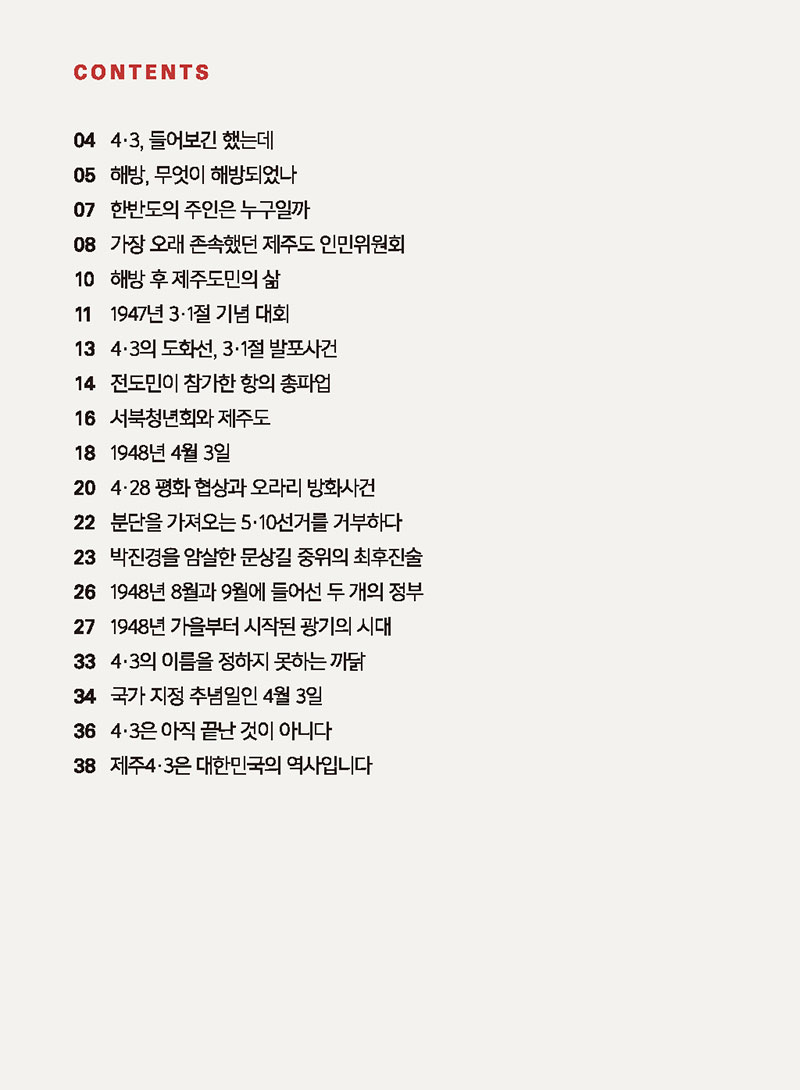 CONTENTS
04 4·3, 들어보긴 했는데
05 해방, 무엇이 해방되었나
07 한반도의 주인은 누구일까
08 가장 오래 존속했던 제주도 인민위원회
10 해방 후 제주도민의 삶
11 1947년 3·1절 기념 대회
13 4·3의 도화선, 3·1절 발포사건
14 전도민이 참가한 항의 총파업
16 서북청년회와 제주도
18 1948년 4월 3일
20 4·28 평화 협상과 오라리 방화사건
22 분단을 가져오는 5·10선거를 거부하다
23 박진경을 암살한 문상길 중위의 최후진술
26 1948년 8월과 9월에 들어선 두 개의 정부
27 1948년 가을부터 시작된 광기의 시대
33 4·3의 이름을 정하지 못하는 까닭
34 국가 지정 추념일인 4월 3일
36 4·3은 아직 끝난 것이 아니다
38 제주4·3은 대한민국의 역사입니다